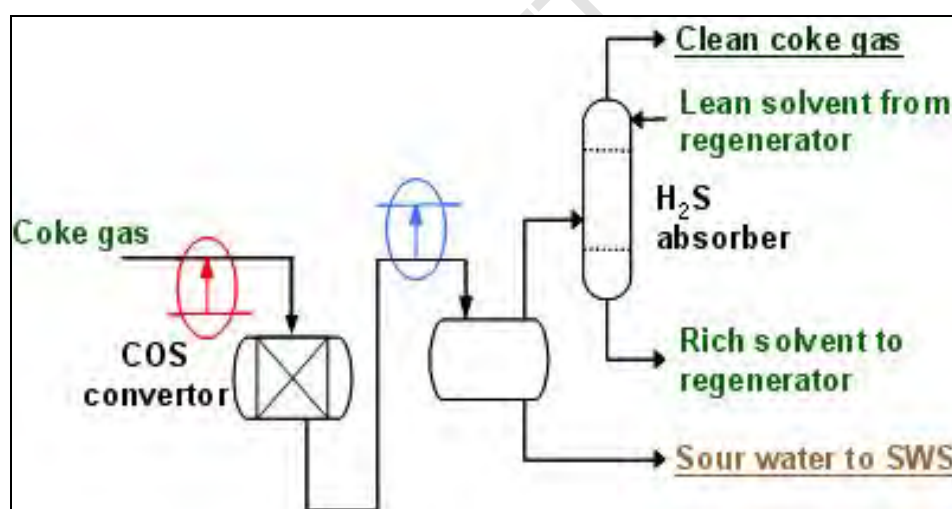 Clean coke gas
Lean solvent from
regenerator
H₂S
absorber
Coke gas
COS
convertor
Rich solvent to
regenerator
Sour water to SWS